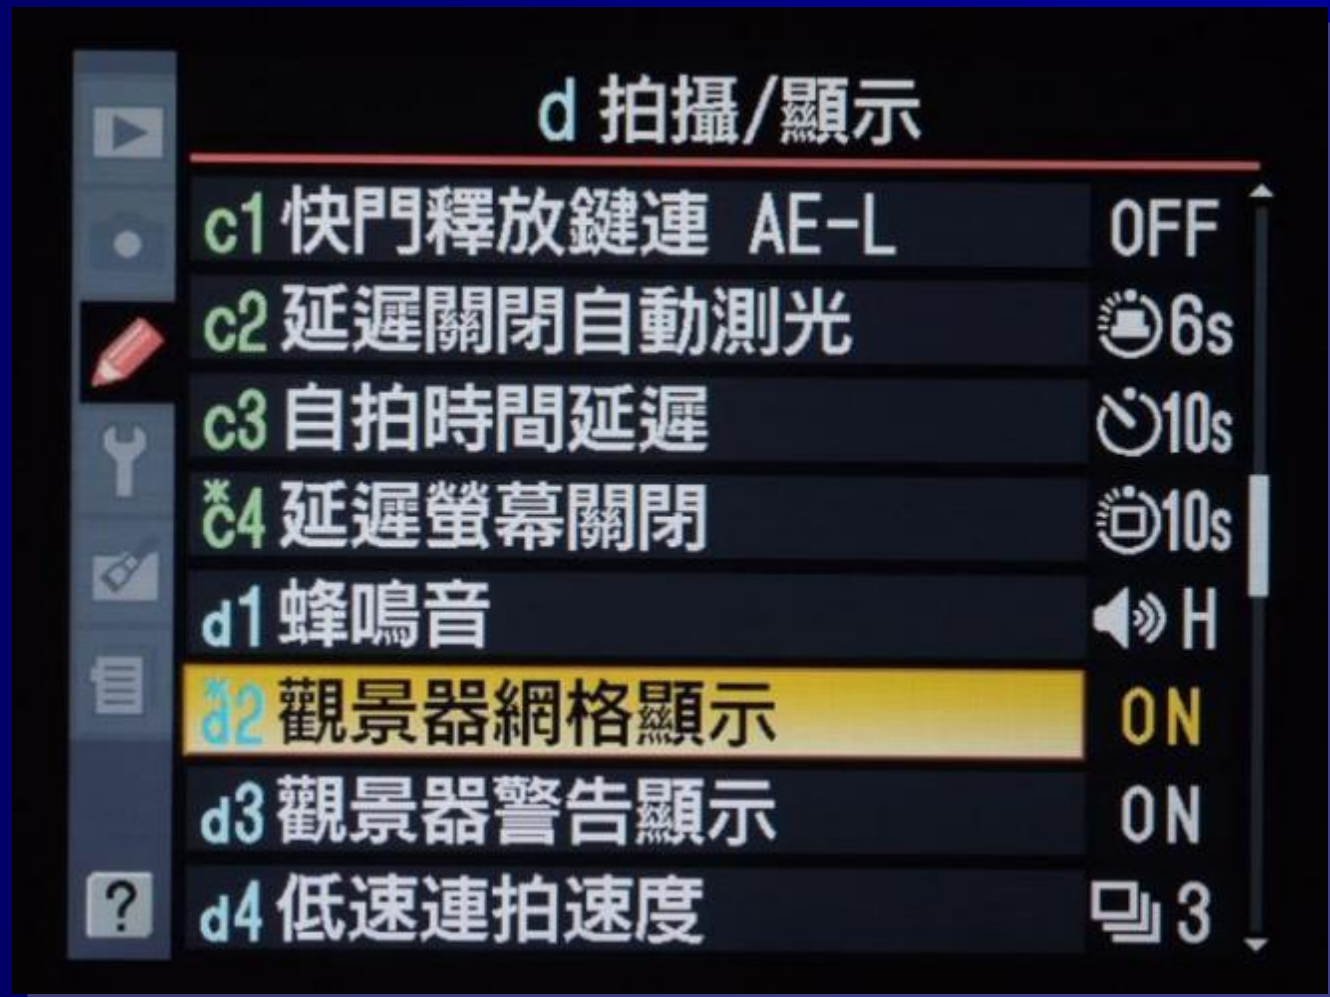 d 拍攝/顯示
c1 快門釋放鍵連 AE-L OFF
c2 延遲關閉自動測光 6s
c3 自拍時間延遲 10s
*c4 延遲螢幕關閉 10s
d1 蜂鳴音 H
*d2 觀景器網格顯示 ON
d3 觀景器警告顯示 ON
? d4 低速連拍速度 3